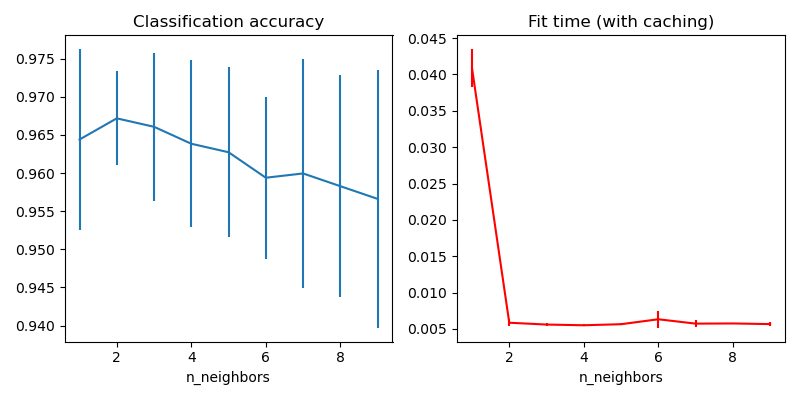 Classification accuracy
0.975
0.970
0.965
0.960
0.955
0.950
0.945
0.940
2 4 6 8
n_neighbors
Fit time (with caching)
0.045
0.040
0.035
0.030
0.025
0.020
0.015
0.010
0.005
2 4 6 8
n_neighbors